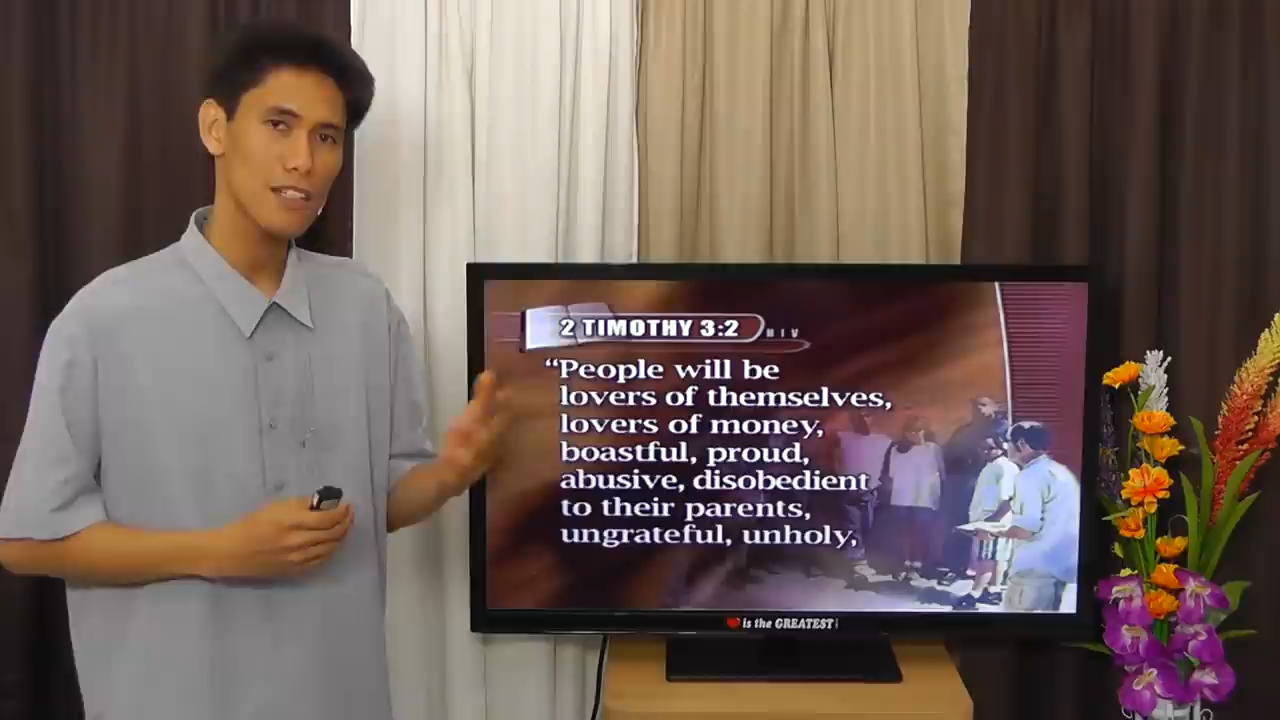 2 TIMOTHY 3:2 NIV
“People will be
lovers of themselves,
lovers of money,
boastful, proud,
abusive, disobedient
to their parents,
ungrateful, unholy,
is the GREATEST!